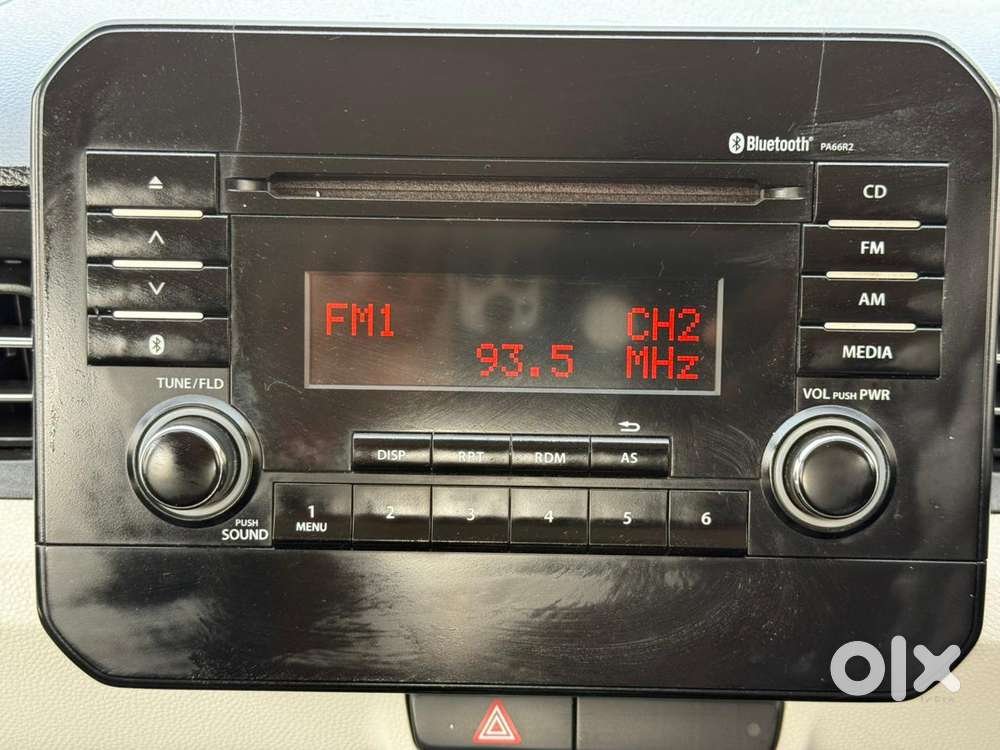 Bluetooth® PA66R2
CD
FM
AM
MEDIA
FM1 CH2
93.5 MHz
TUNE/FLD
VOL PUSH PWR
DISP RPT RDM AS
PUSH
SOUND
1 2 3 4 5 6
MENU
olx